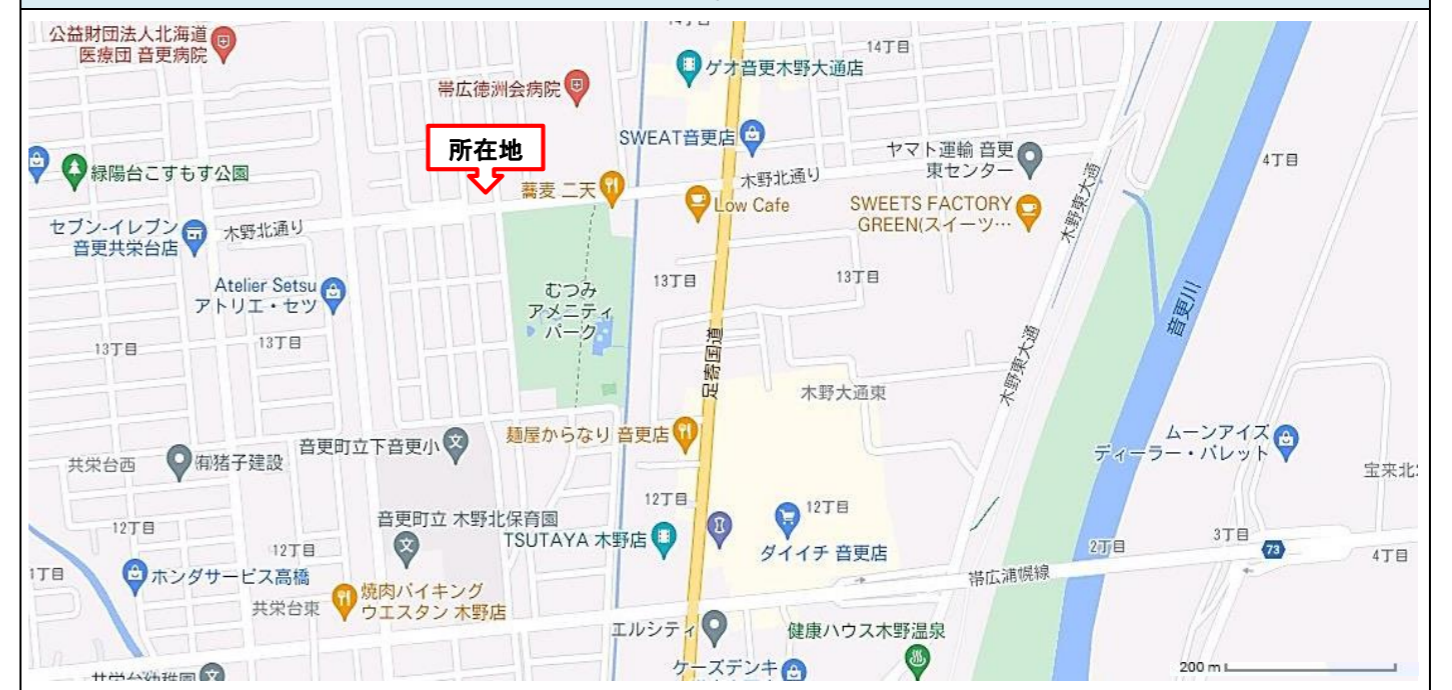 公益財団法人北海道
医療団 音更病院
14丁目
ゲオ音更木野大通店
帯広徳洲会病院
所在地
SWEAT音更店
ヤマト運輸 音更
東センター
4丁目
緑陽台こすもす公園
蕎麦 二天
木野北通り
Low Cafe
SWEETS FACTORY
GREEN(スイーツ…
木野東大通
セブン-イレブン
音更共栄台店
木野北通り
Atelier Setsu
アトリエ・セツ
むつみ
アメニティ
パーク
13丁目
13丁目
音更川
13丁目
13丁目
足寄国道
木野東大通
木野大通東
麺屋からなり 音更店
音更町立下音更小
ムーンアイズ
ディーラー・パレット
共栄台西
㈲猪子建設
宝来北
12丁目
12丁目
音更町立 木野北保育園
TSUTAYA 木野店
12丁目
12丁目
ダイイチ 音更店
2丁目
3丁目
73
4丁目
1丁目
ホンダサービス高橋
焼肉バイキング
ウエスタン 木野店
共栄台東
帯広浦幌線
エルシティ
健康ハウス木野温泉
ケーズデンキ
共栄台幼稚園
200 m